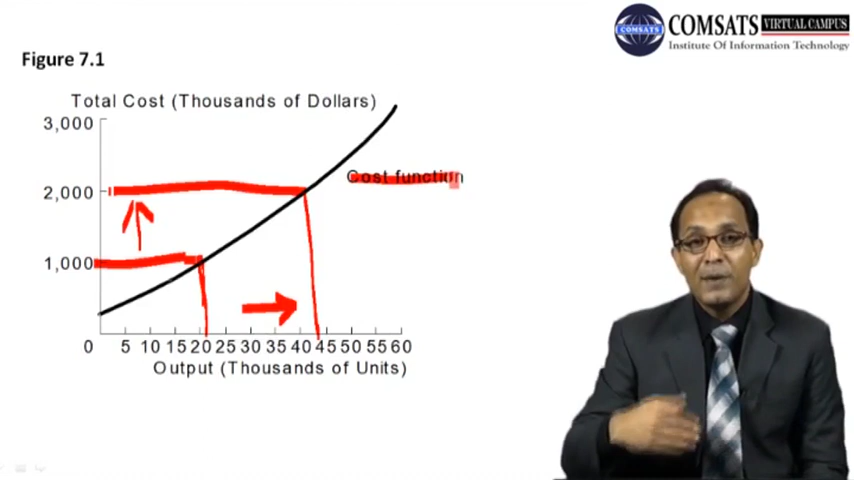 COMSATS
COMSATS VIRTUAL CAMPUS
Institute Of Information Technology
Figure 7.1
Total Cost (Thousands of Dollars)
3,000
2,000
1,000
Cost function
0 5 10 15 20 25 30 35 40 45 50 55 60
Output (Thousands of Units)